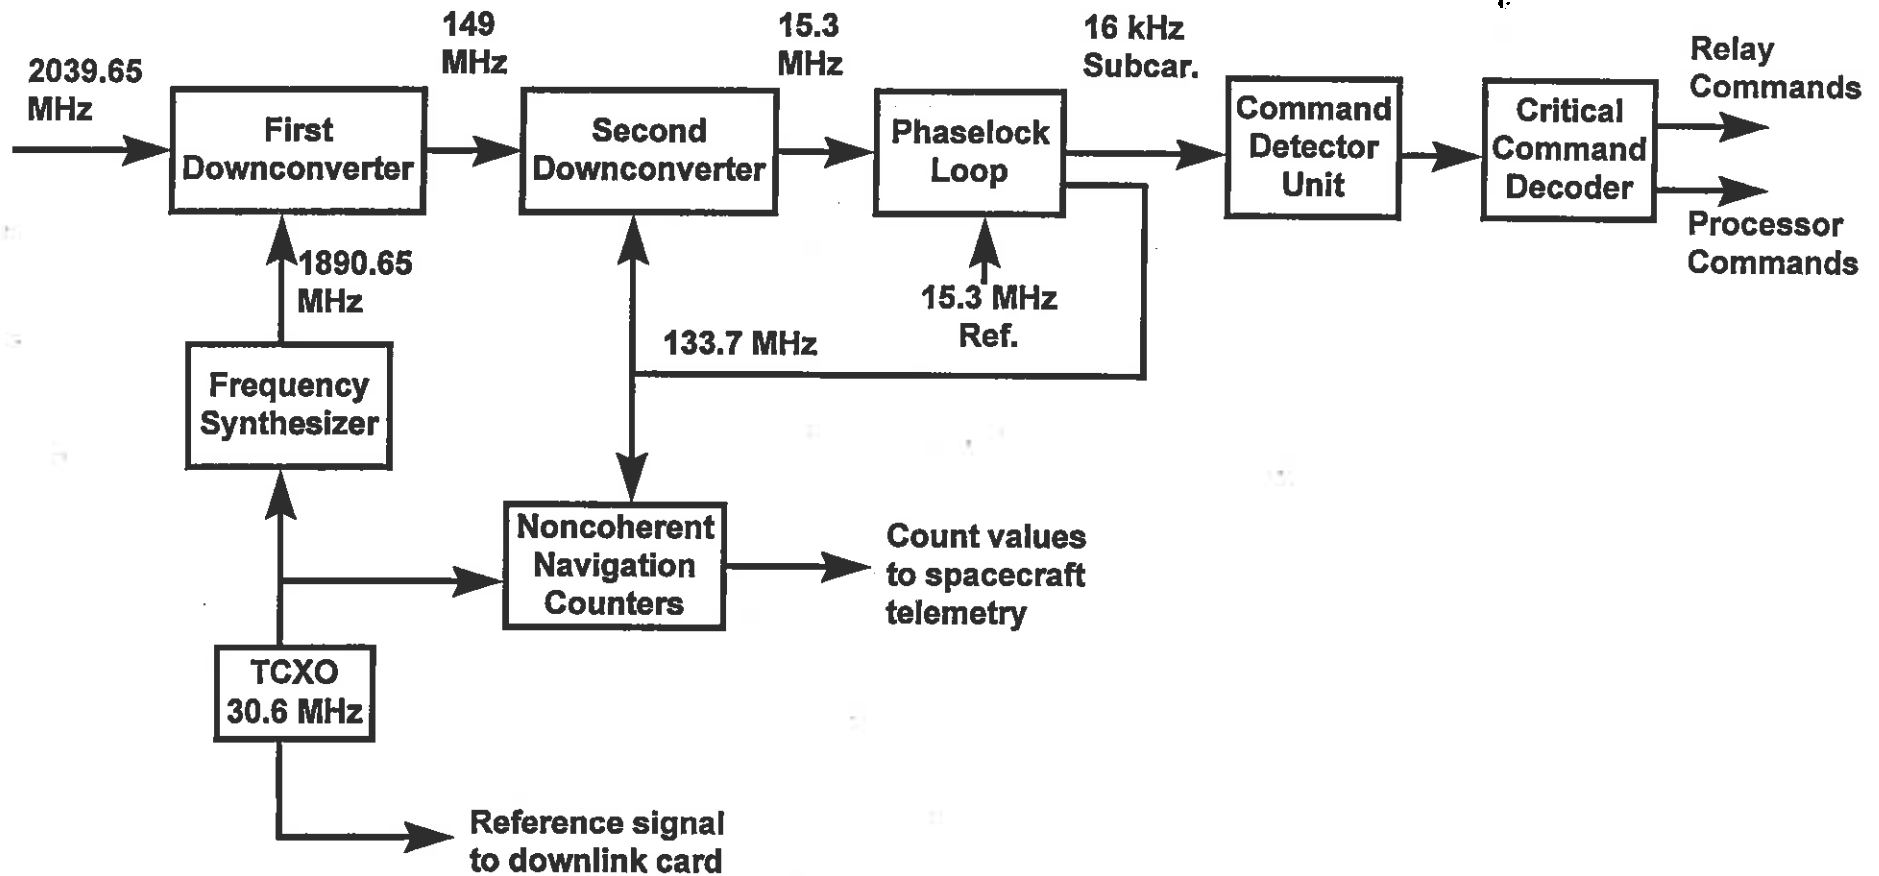 2039.65
MHz
149
MHz
15.3
MHz
16 kHz
Subcar.
Relay
Commands
First
Downconverter
Second
Downconverter
Phaselock
Loop
Command
Detector
Unit
Critical
Command
Decoder
Processor
Commands
1890.65
MHz
15.3 MHz
Ref.
133.7 MHz
Frequency
Synthesizer
Noncoherent
Navigation
Counters
Count values
to spacecraft
telemetry
TCXO
30.6 MHz
Reference signal
to downlink card